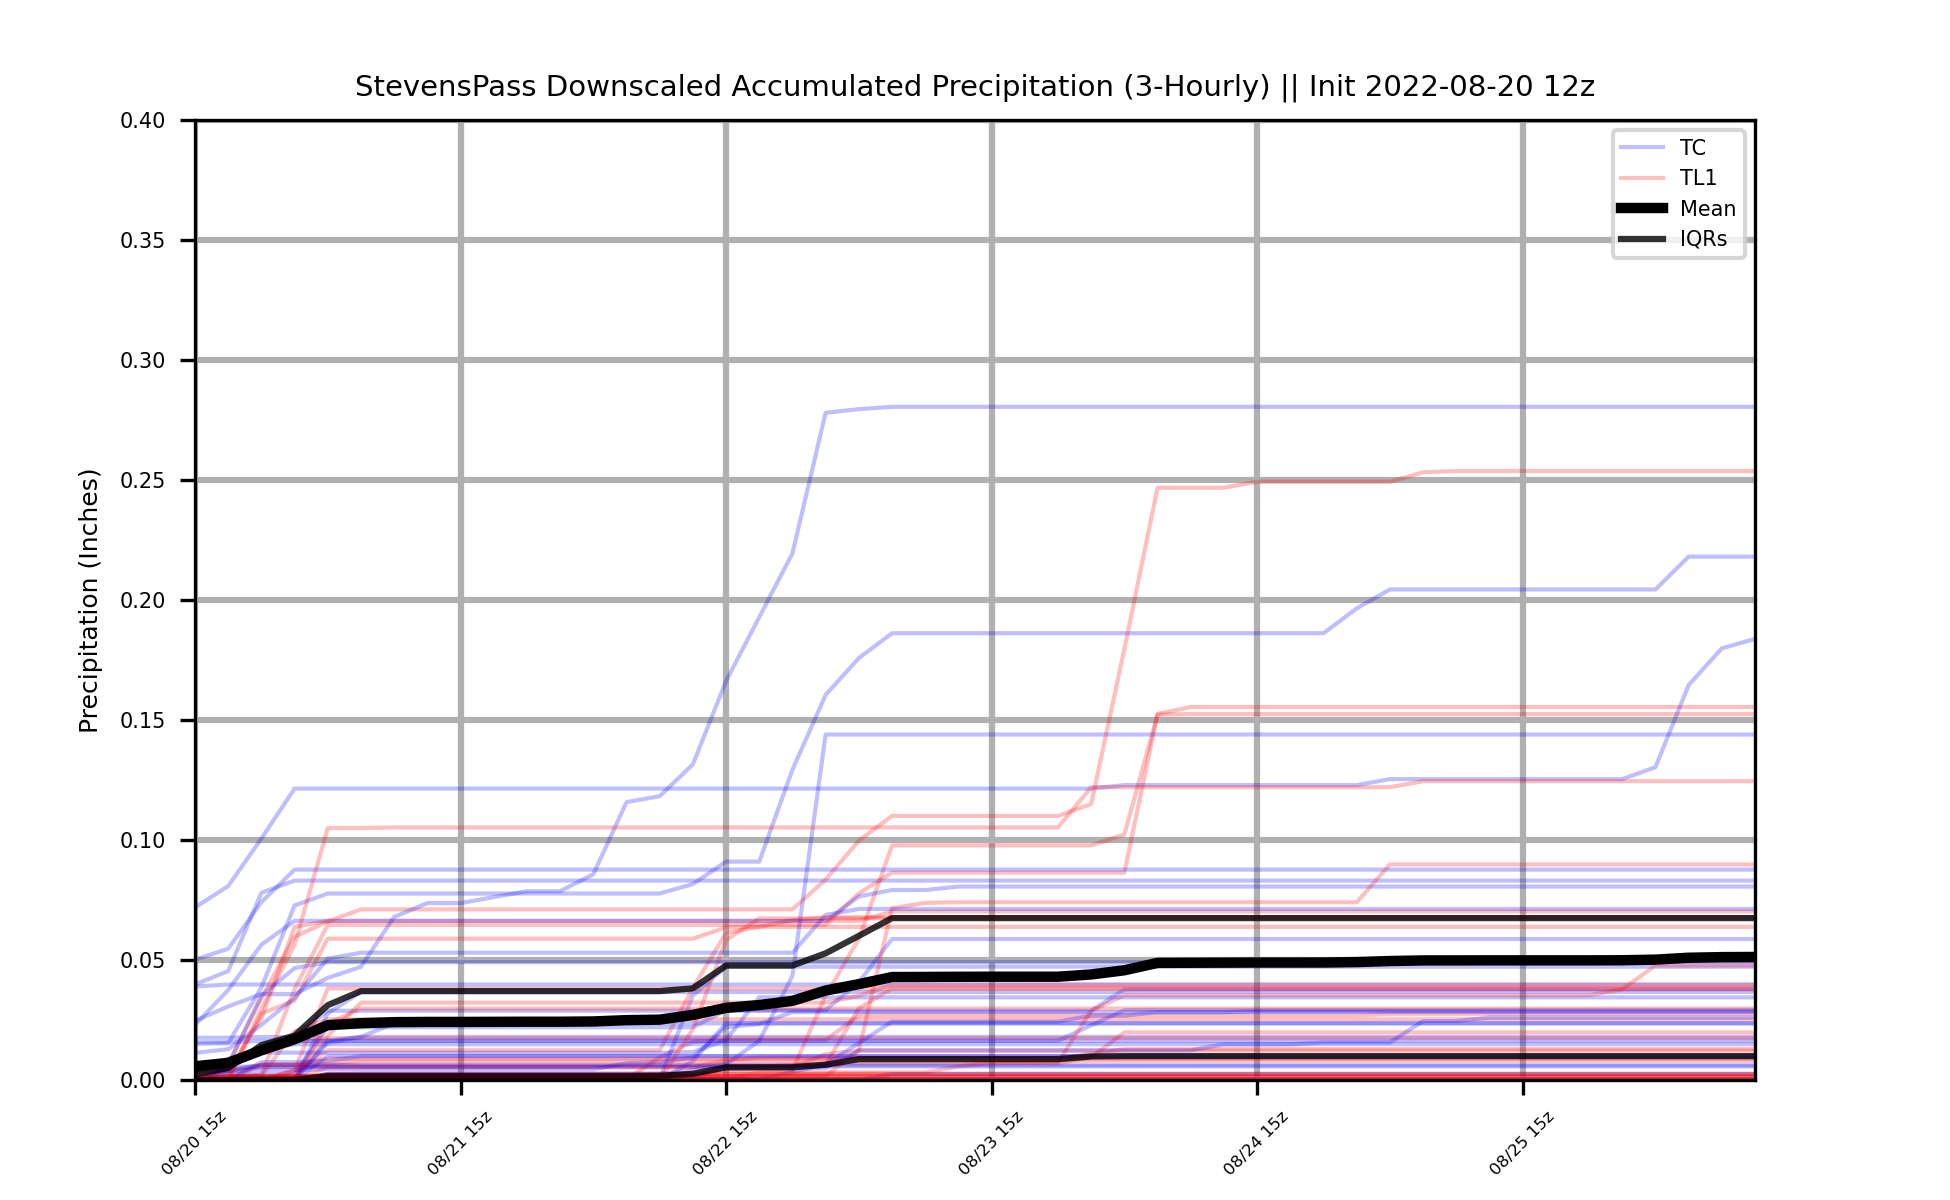 StevensPass Downscaled Accumulated Precipitation (3-Hourly) || Init 2022-08-20 12z
TC
TL1
Mean
IQRs
Precipitation (Inches)
0.40
0.35
0.30
0.25
0.20
0.15
0.10
0.05
0.00
08/20 15z
08/21 15z
08/22 15z
08/23 15z
08/24 15z
08/25 15z